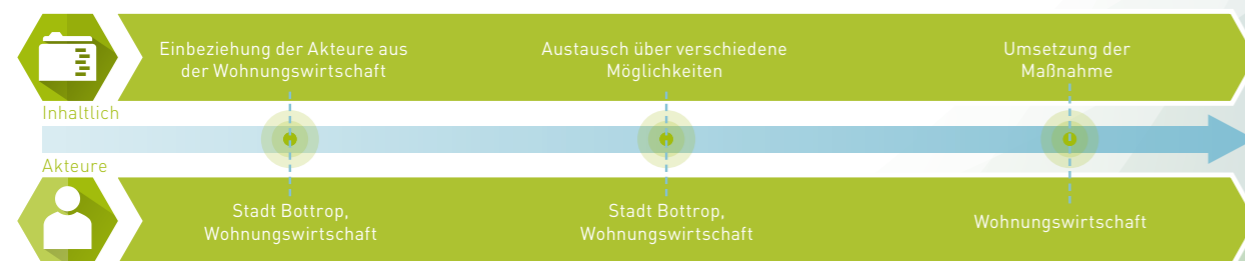 Einbeziehung der Akteure aus
der Wohnungswirtschaft
Austausch über verschiedene
Möglichkeiten
Umsetzung der
Maßnahme
Inhaltlich
Akteure
Stadt Bottrop,
Wohnungswirtschaft
Stadt Bottrop,
Wohnungswirtschaft
Wohnungswirtschaft